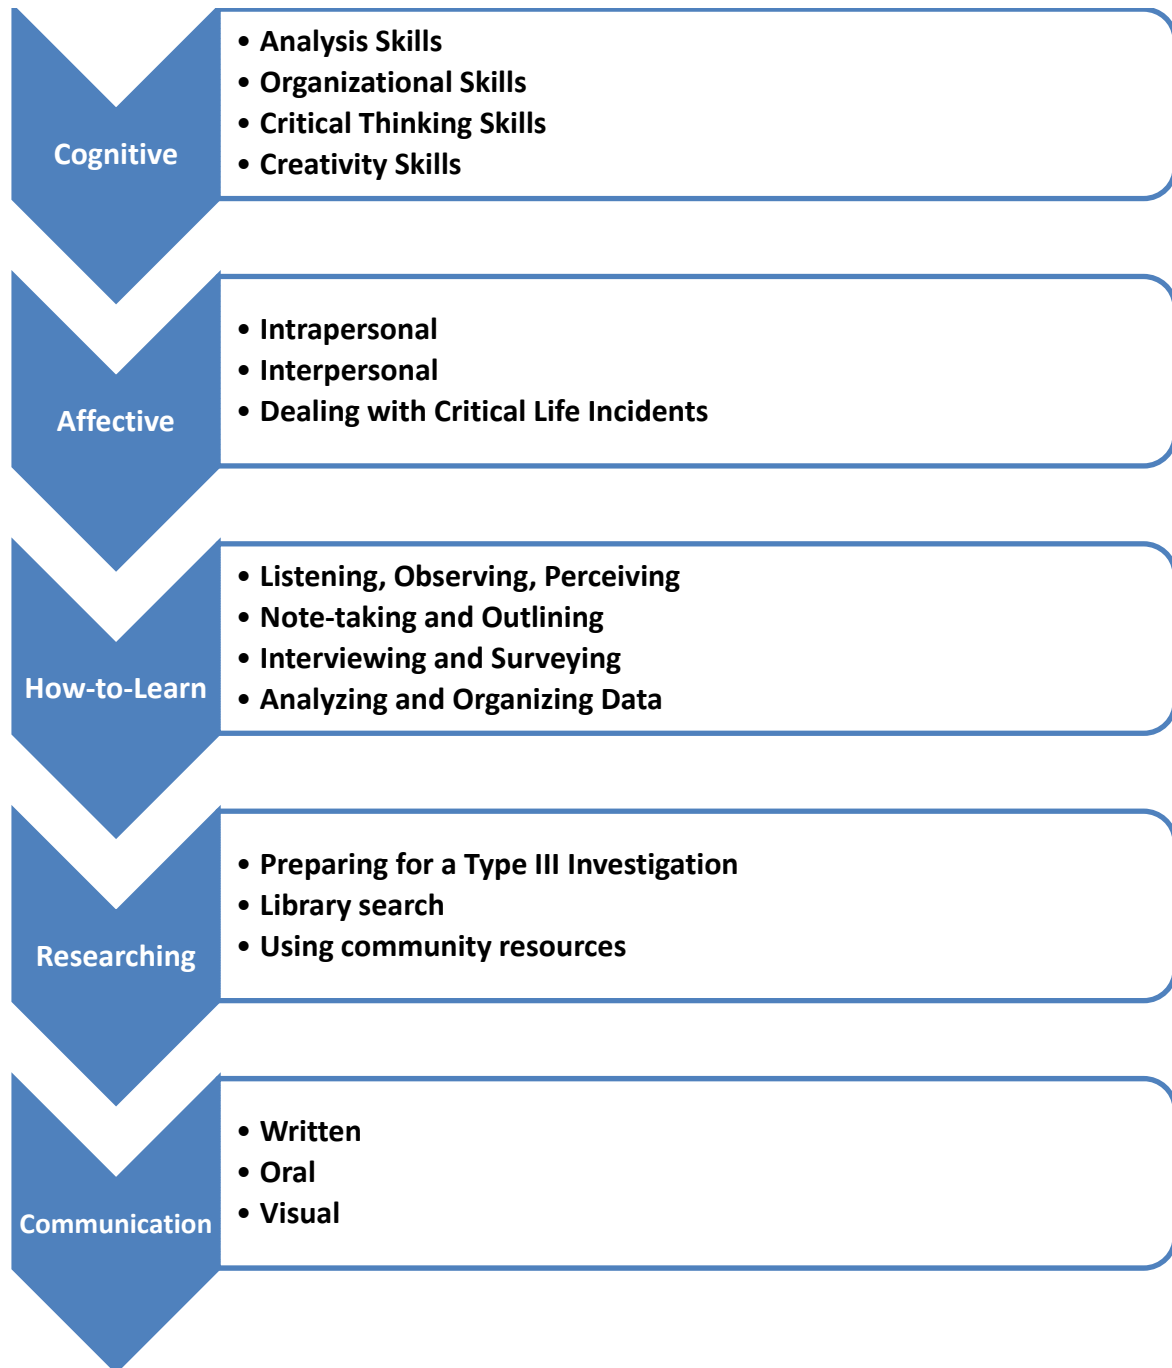 Cognitive
• Analysis Skills
• Organizational Skills
• Critical Thinking Skills
• Creativity Skills
Affective
• Intrapersonal
• Interpersonal
• Dealing with Critical Life Incidents
How-to-Learn
• Listening, Observing, Perceiving
• Note-taking and Outlining
• Interviewing and Surveying
• Analyzing and Organizing Data
Researching
• Preparing for a Type III Investigation
• Library search
• Using community resources
Communication
• Written
• Oral
• Visual